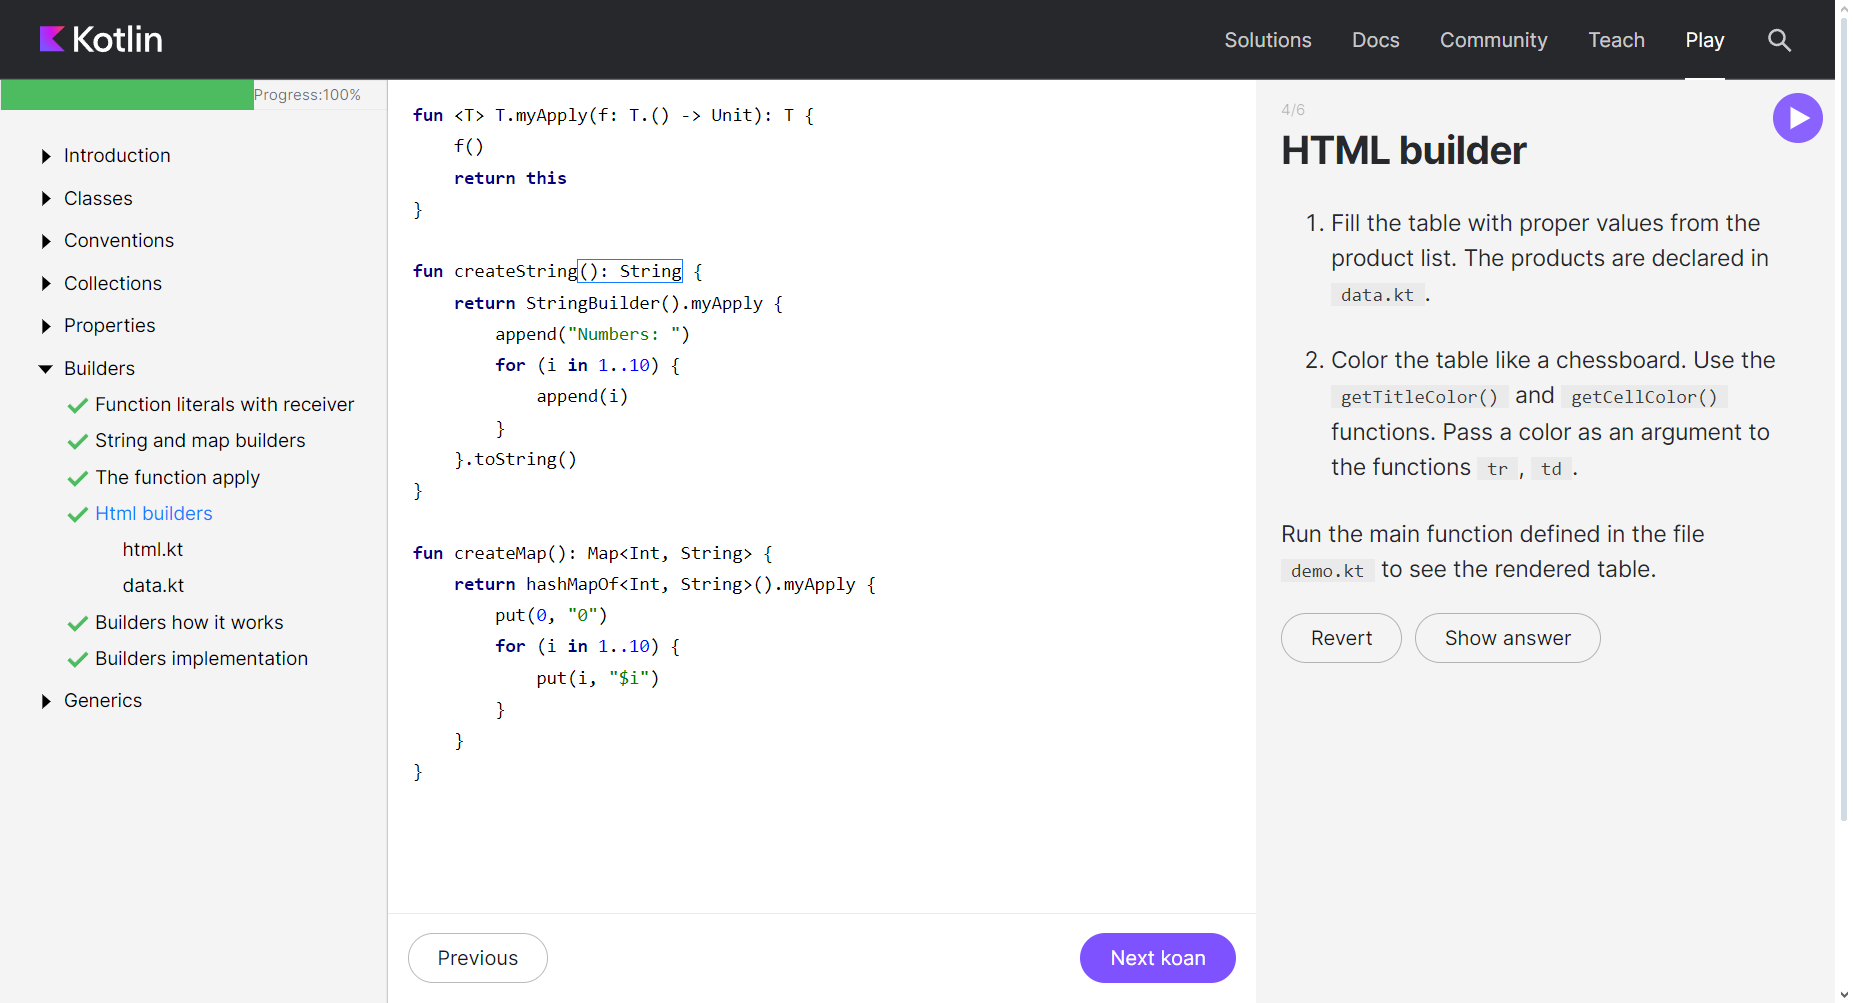 Kotlin
Solutions
Docs
Community
Teach
Play
Progress:100%
Introduction
Classes
Conventions
Collections
Properties
Builders
Function literals with receiver
String and map builders
The function apply
Html builders
html.kt
data.kt
Builders how it works
Builders implementation
Generics
fun <T> T.myApply(f: T.() -> Unit): T {
    f()
    return this
}
fun createString(): String {
    return StringBuilder().myApply {
        append("Numbers: ")
        for (i in 1..10) {
            append(i)
        }
    }.toString()
}
fun createMap(): Map<Int, String> {
    return hashMapOf<Int, String>().myApply {
        put(0, "0")
        for (i in 1..10) {
            put(i, "$i")
        }
    }
}
Previous
Next koan
4/6
HTML builder
1. Fill the table with proper values from the
product list. The products are declared in
data.kt .
2. Color the table like a chessboard. Use the
getTitleColor() and getCellColor()
functions. Pass a color as an argument to
the functions tr , td .
Run the main function defined in the file
demo.kt to see the rendered table.
Revert
Show answer